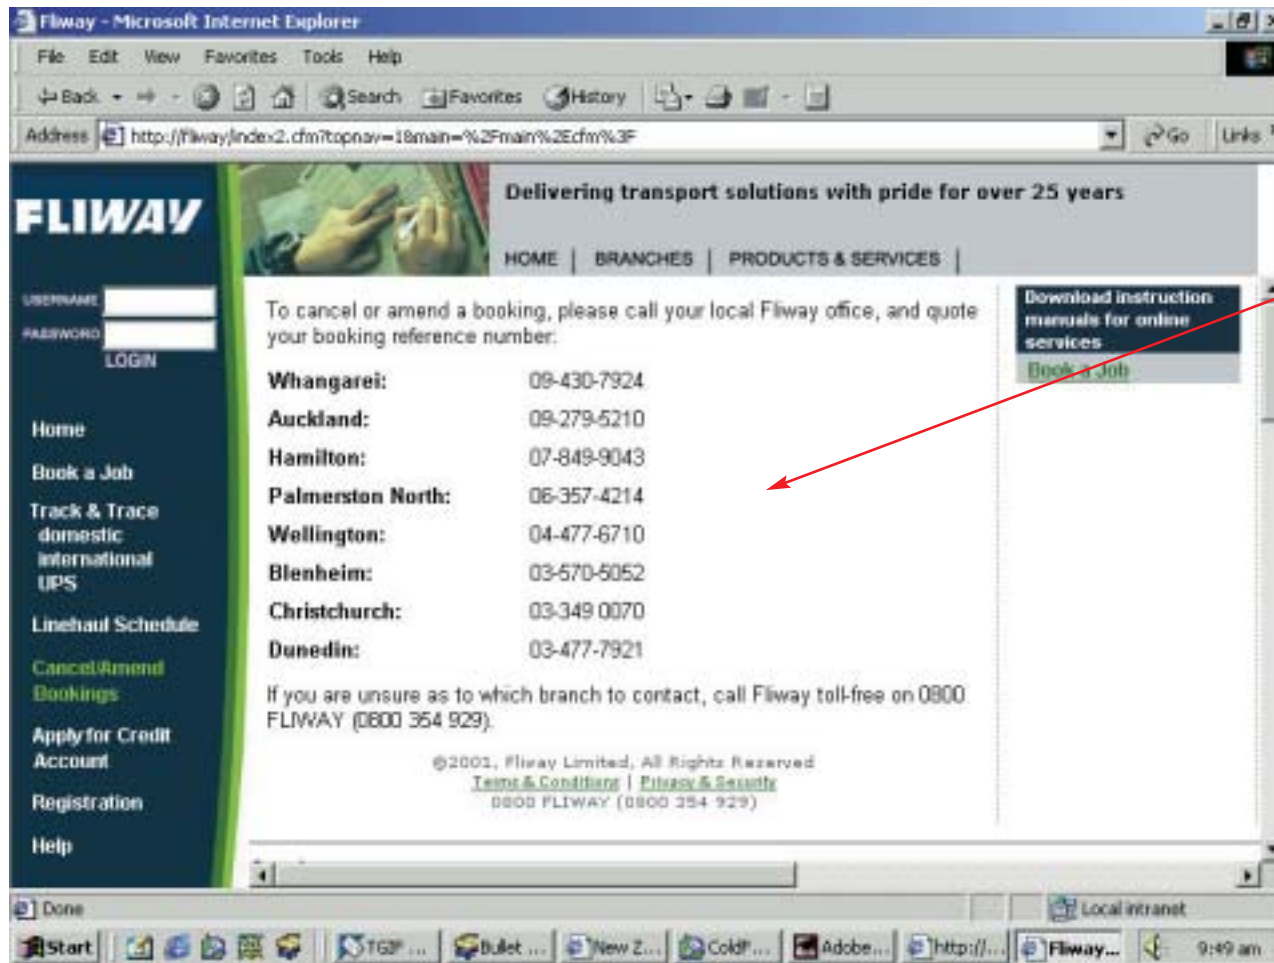 Fliway - Microsoft Internet Explorer
File Edit View Favorites Tools Help
Back Search Favorites History
Address http://fliway/index2.cfm?topnav=1&main=%2Fmain%2Ecfm%3F Go Links
FLIWAY
Delivering transport solutions with pride for over 25 years
HOME | BRANCHES | PRODUCTS & SERVICES |
USERNAME
PASSWORD
LOGIN
Home
Book a Job
Track & Trace
domestic
international
UPS
Linehaul Schedule
Cancel/Amend
Bookings
Apply for Credit
Account
Registration
Help
To cancel or amend a booking, please call your local Fliway office, and quote
your booking reference number:
Whangarei: 09-430-7924
Auckland: 09-279-5210
Hamilton: 07-849-9043
Palmerston North: 06-357-4214
Wellington: 04-477-6710
Blenheim: 03-570-5052
Christchurch: 03-349 0070
Dunedin: 03-477-7921
If you are unsure as to which branch to contact, call Fliway toll-free on 0800
FLIWAY (0800 354 929).
©2001, Fliway Limited, All Rights Reserved
Terms & Conditions | Privacy & Security
0800 FLIWAY (0800 354 929)
Download instruction
manuals for online
services
Book a Job
Done Local intranet
Start TGIP ... Bullet ... New Z... ColdF... Adobe... http://... Fliway... 9:49 am